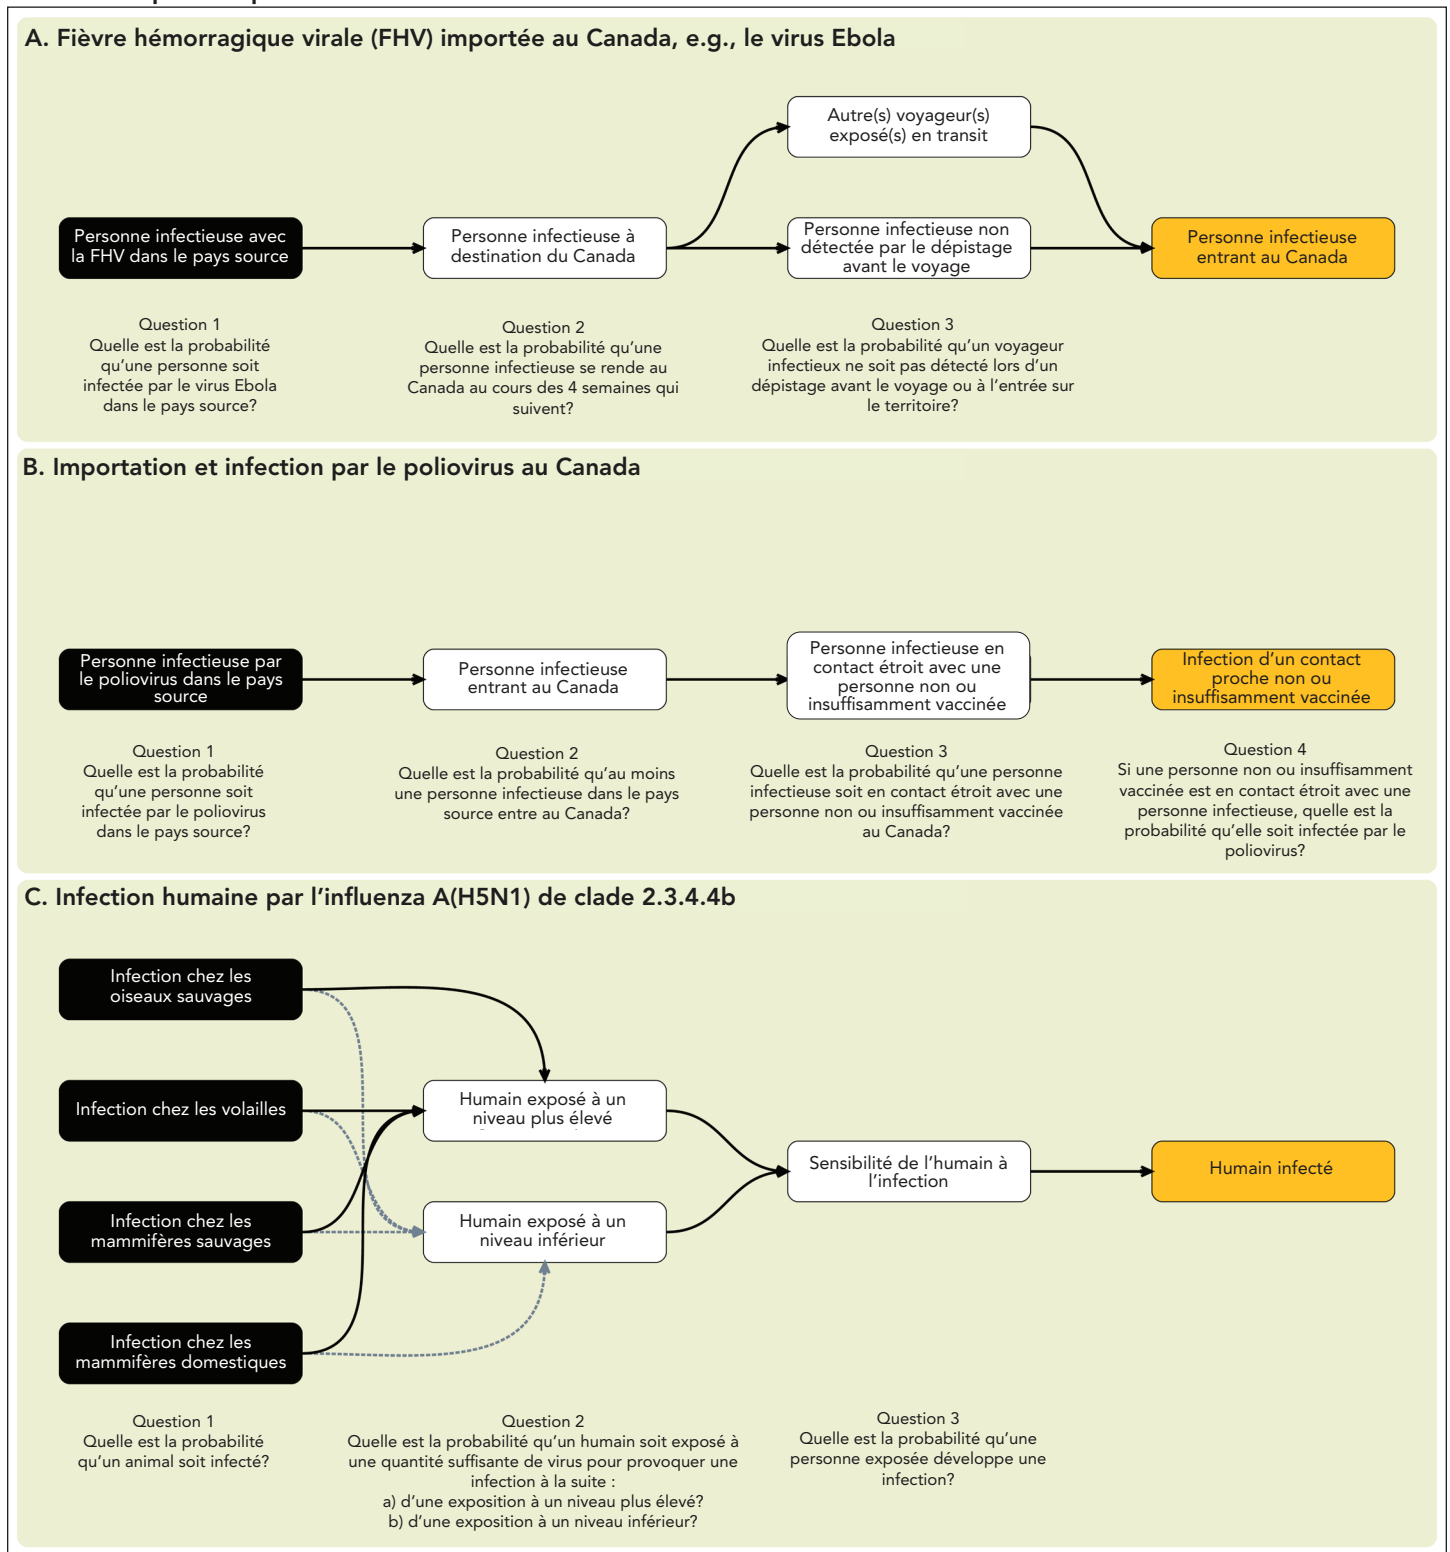 A. Fièvre hémorragique virale (FHV) importée au Canada, e.g., le virus Ebola
Autre(s) voyageur(s)
exposé(s) en transit
Personne infectieuse avec
la FHV dans le pays source
Personne infectieuse à
destination du Canada
Personne infectieuse non
détectée par le dépistage
avant le voyage
Personne infectieuse
entrant au Canada
Question 1
Quelle est la probabilité
qu'une personne soit
infectée par le virus Ebola
dans le pays source?
Question 2
Quelle est la probabilité qu'une
personne infectieuse se rende au
Canada au cours des 4 semaines qui
suivent?
Question 3
Quelle est la probabilité qu'un voyageur
infectieux ne soit pas détecté lors d'un
dépistage avant le voyage ou à l'entrée sur
le territoire?
B. Importation et infection par le poliovirus au Canada
Personne infectieuse par
le poliovirus dans le pays
source
Personne infectieuse
entrant au Canada
Personne infectieuse en
contact étroit avec une
personne non ou
insuffisamment vaccinée
Infection d'un contact
proche non ou
insuffisamment vaccinée
Question 1
Quelle est la probabilité
qu'une personne soit
infectée par le poliovirus
dans le pays source?
Question 2
Quelle est la probabilité qu'au moins
une personne infectieuse dans le pays
source entre au Canada?
Question 3
Quelle est la probabilité qu'une personne
infectieuse soit en contact étroit avec une
personne non ou insuffisamment vaccinée
au Canada?
Question 4
Si une personne non ou insuffisamment
vaccinée est en contact étroit avec une
personne infectieuse, quelle est la
probabilité qu'elle soit infectée par le
poliovirus?
C. Infection humaine par l'influenza A(H5N1) de clade 2.3.4.4b
Infection chez les
oiseaux sauvages
Infection chez les volailles
Infection chez les
mammifères sauvages
Infection chez les
mammifères domestiques
Humain exposé à un
niveau plus élevé
Humain exposé à un
niveau inférieur
Sensibilité de l'humain à
l'infection
Humain infecté
Question 1
Quelle est la probabilité
qu'un animal soit infecté?
Question 2
Quelle est la probabilité qu'un humain soit exposé à
une quantité suffisante de virus pour provoquer une
infection à la suite :
a) d'une exposition à un niveau plus élevé?
b) d'une exposition à un niveau inférieur?
Question 3
Quelle est la probabilité qu'une
personne exposée développe une
infection?